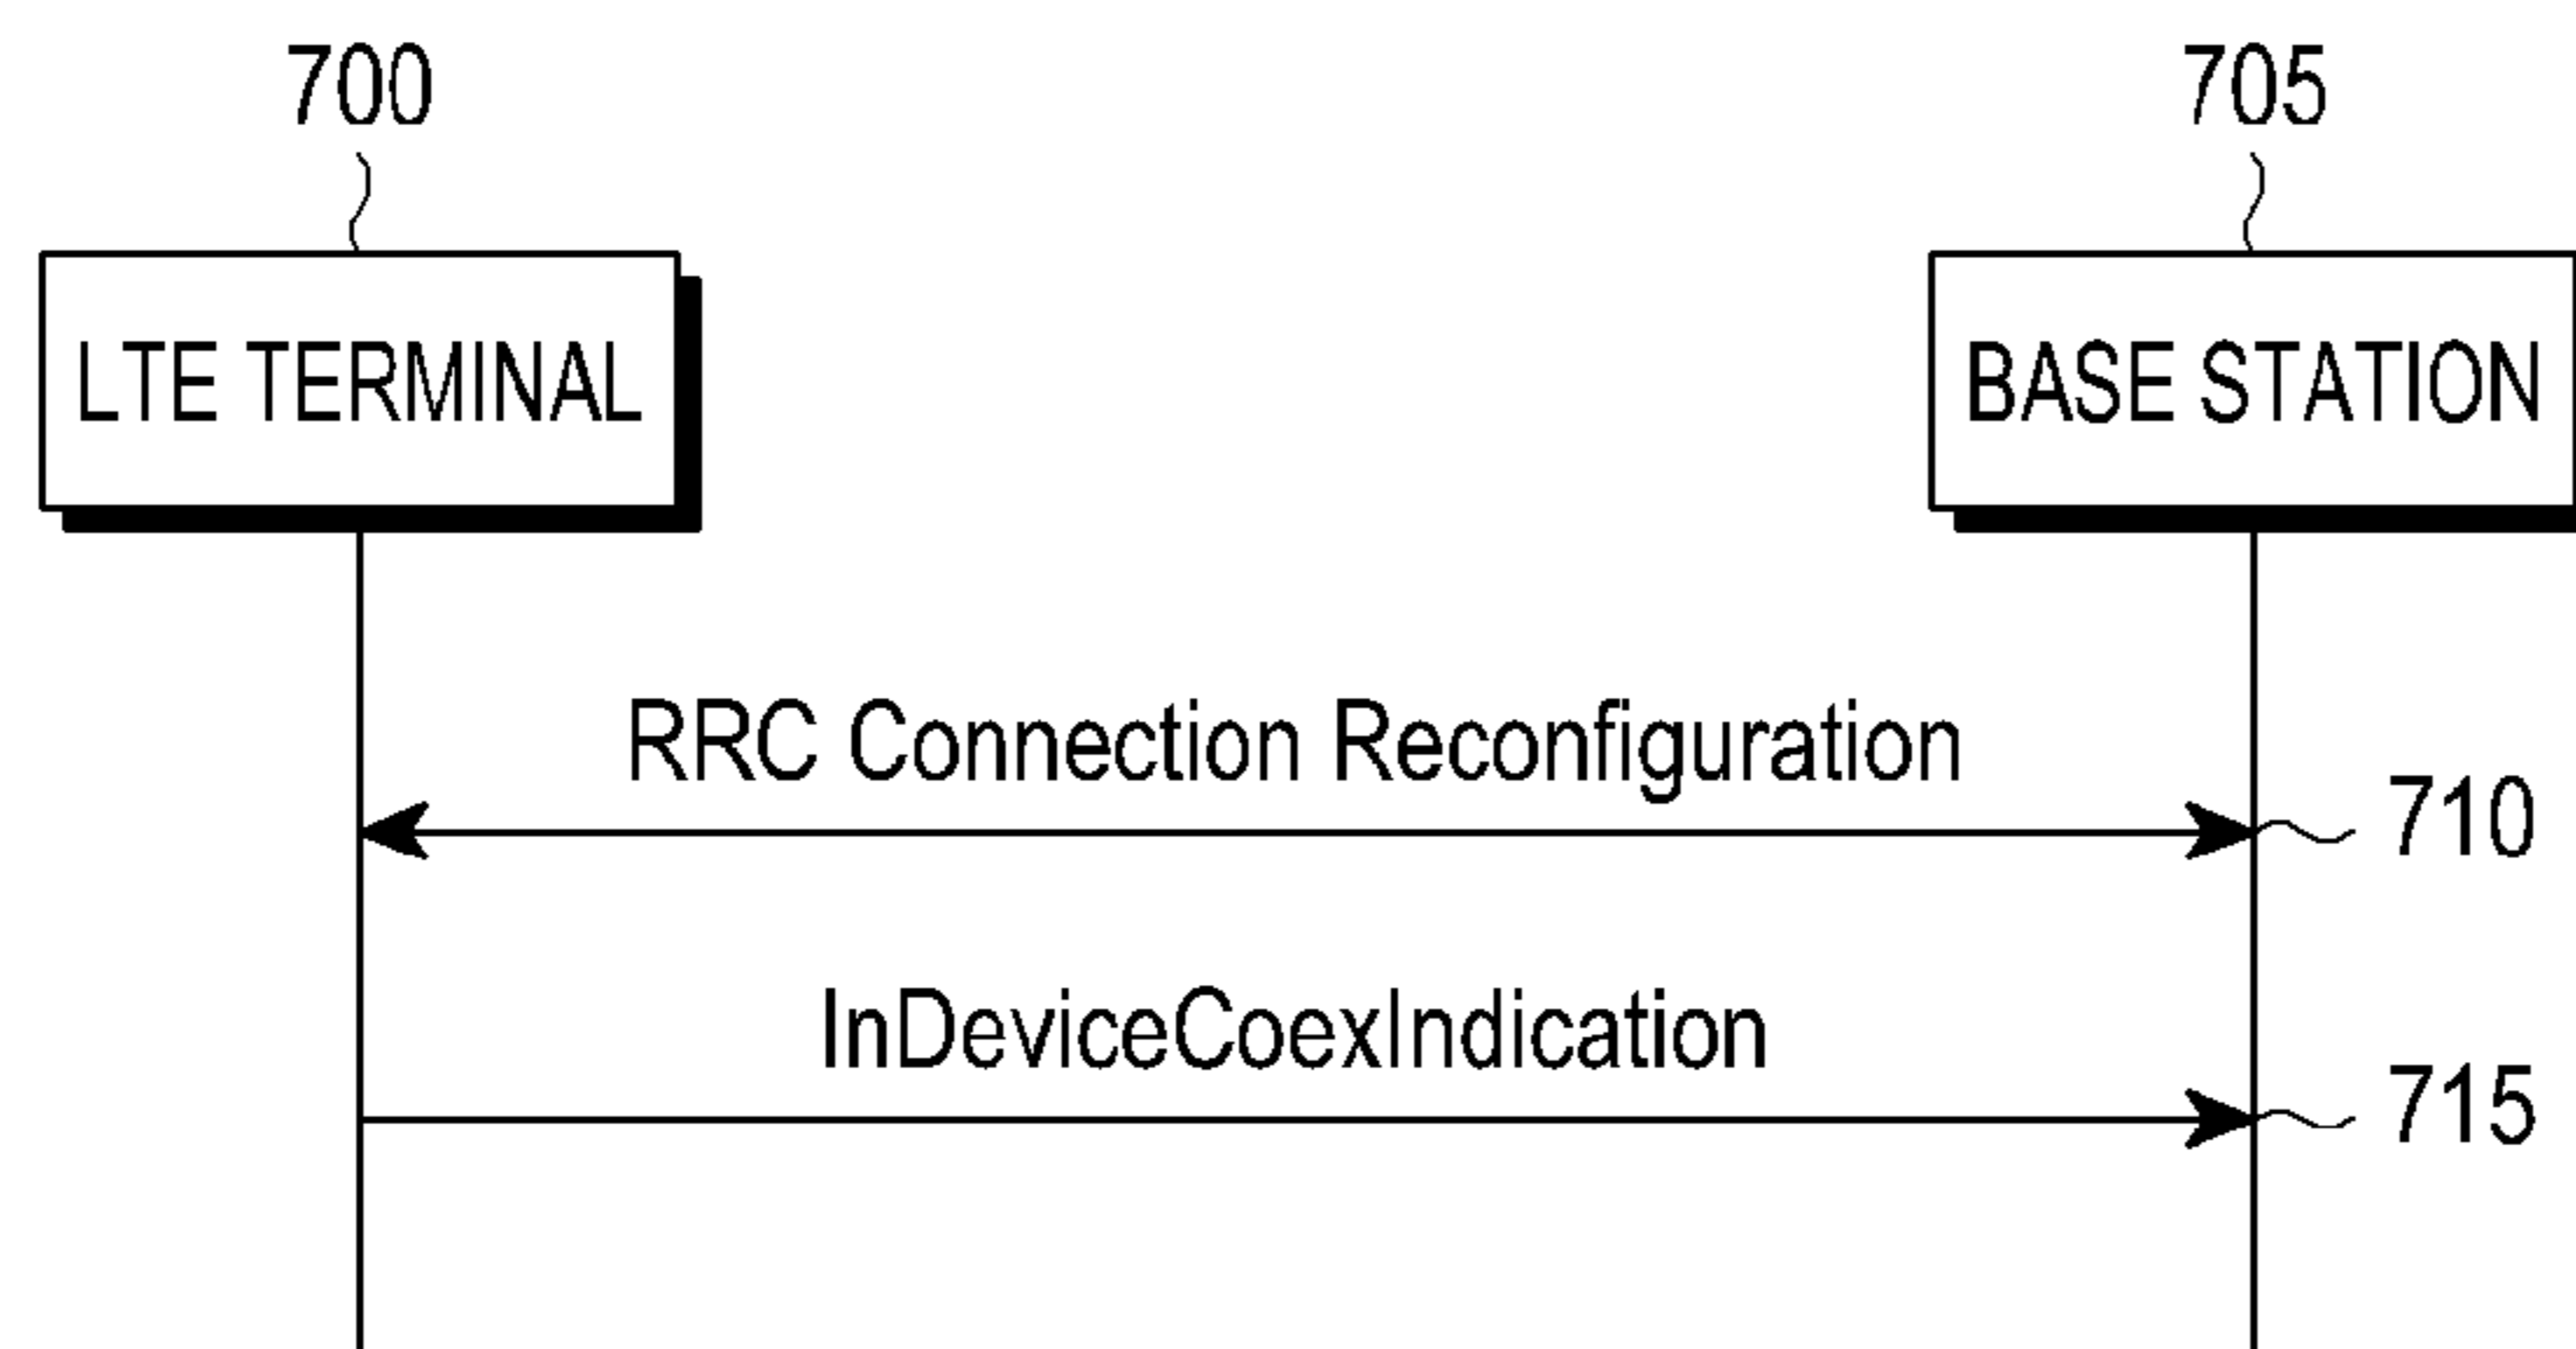 700
705
LTE TERMINAL
BASE STATION
RRC Connection Reconfiguration
710
InDeviceCoexIndication
715